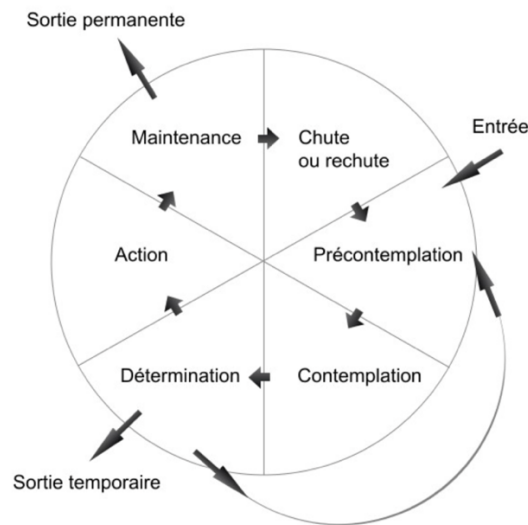 Sortie permanente
Entrée
Maintenance
Chute
ou rechute
Action
Précontemplation
Détermination
Contemplation
Sortie temporaire